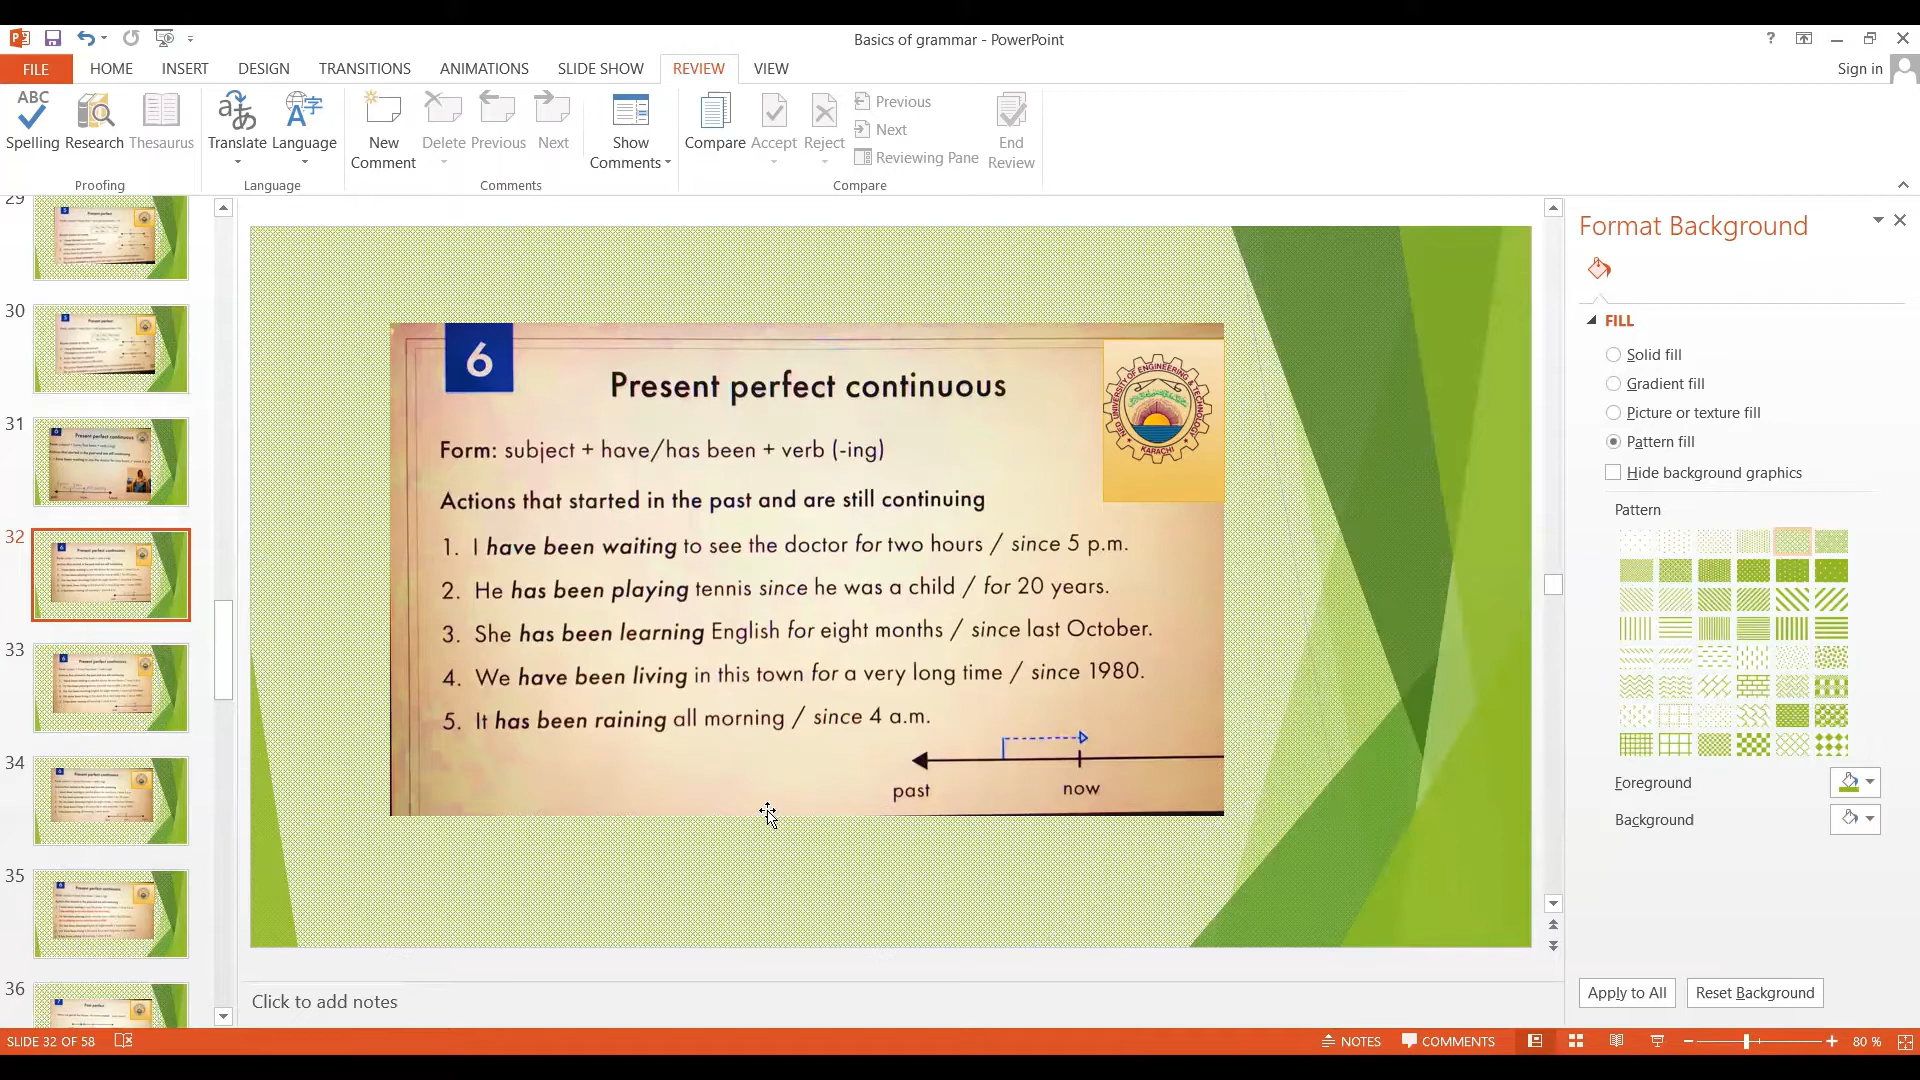 Basics of grammar - PowerPoint
?
Sign in
FILE HOME INSERT DESIGN TRANSITIONS ANIMATIONS SLIDE SHOW REVIEW VIEW
ABC
Spelling Research Thesaurus
Proofing
Translate Language
Language
New Comment
Delete Previous Next
Show Comments
Comments
Compare Accept Reject
Previous
Next
Reviewing Pane
End Review
Compare
29
30
31
32
33
34
35
36
6
Present perfect continuous
NED UNIVERSITY OF ENGINEERING & TECHNOLOGY
KARACHI
Form: subject + have/has been + verb (-ing)
Actions that started in the past and are still continuing
1. I have been waiting to see the doctor for two hours / since 5 p.m.
2. He has been playing tennis since he was a child / for 20 years.
3. She has been learning English for eight months / since last October.
4. We have been living in this town for a very long time / since 1980.
5. It has been raining all morning / since 4 a.m.
past now
Click to add notes
Format Background
FILL
Solid fill
Gradient fill
Picture or texture fill
Pattern fill
Hide background graphics
Pattern
Foreground
Background
Apply to All Reset Background
SLIDE 32 OF 58
NOTES COMMENTS 80 %